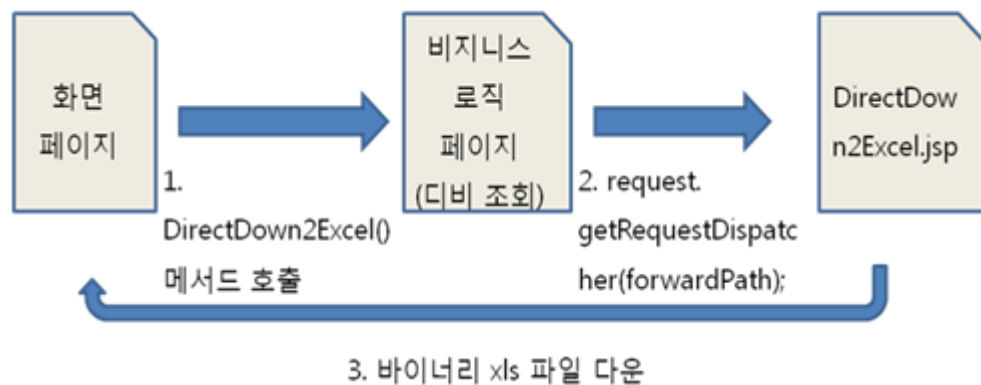 화면
페이지
1.
DirectDown2Excel()
메서드 호출
비지니스
로직
페이지
(디비 조회)
2. request.
getRequestDispatc
her(forwardPath);
DirectDow
n2Excel.jsp
3. 바이너리 xls 파일 다운